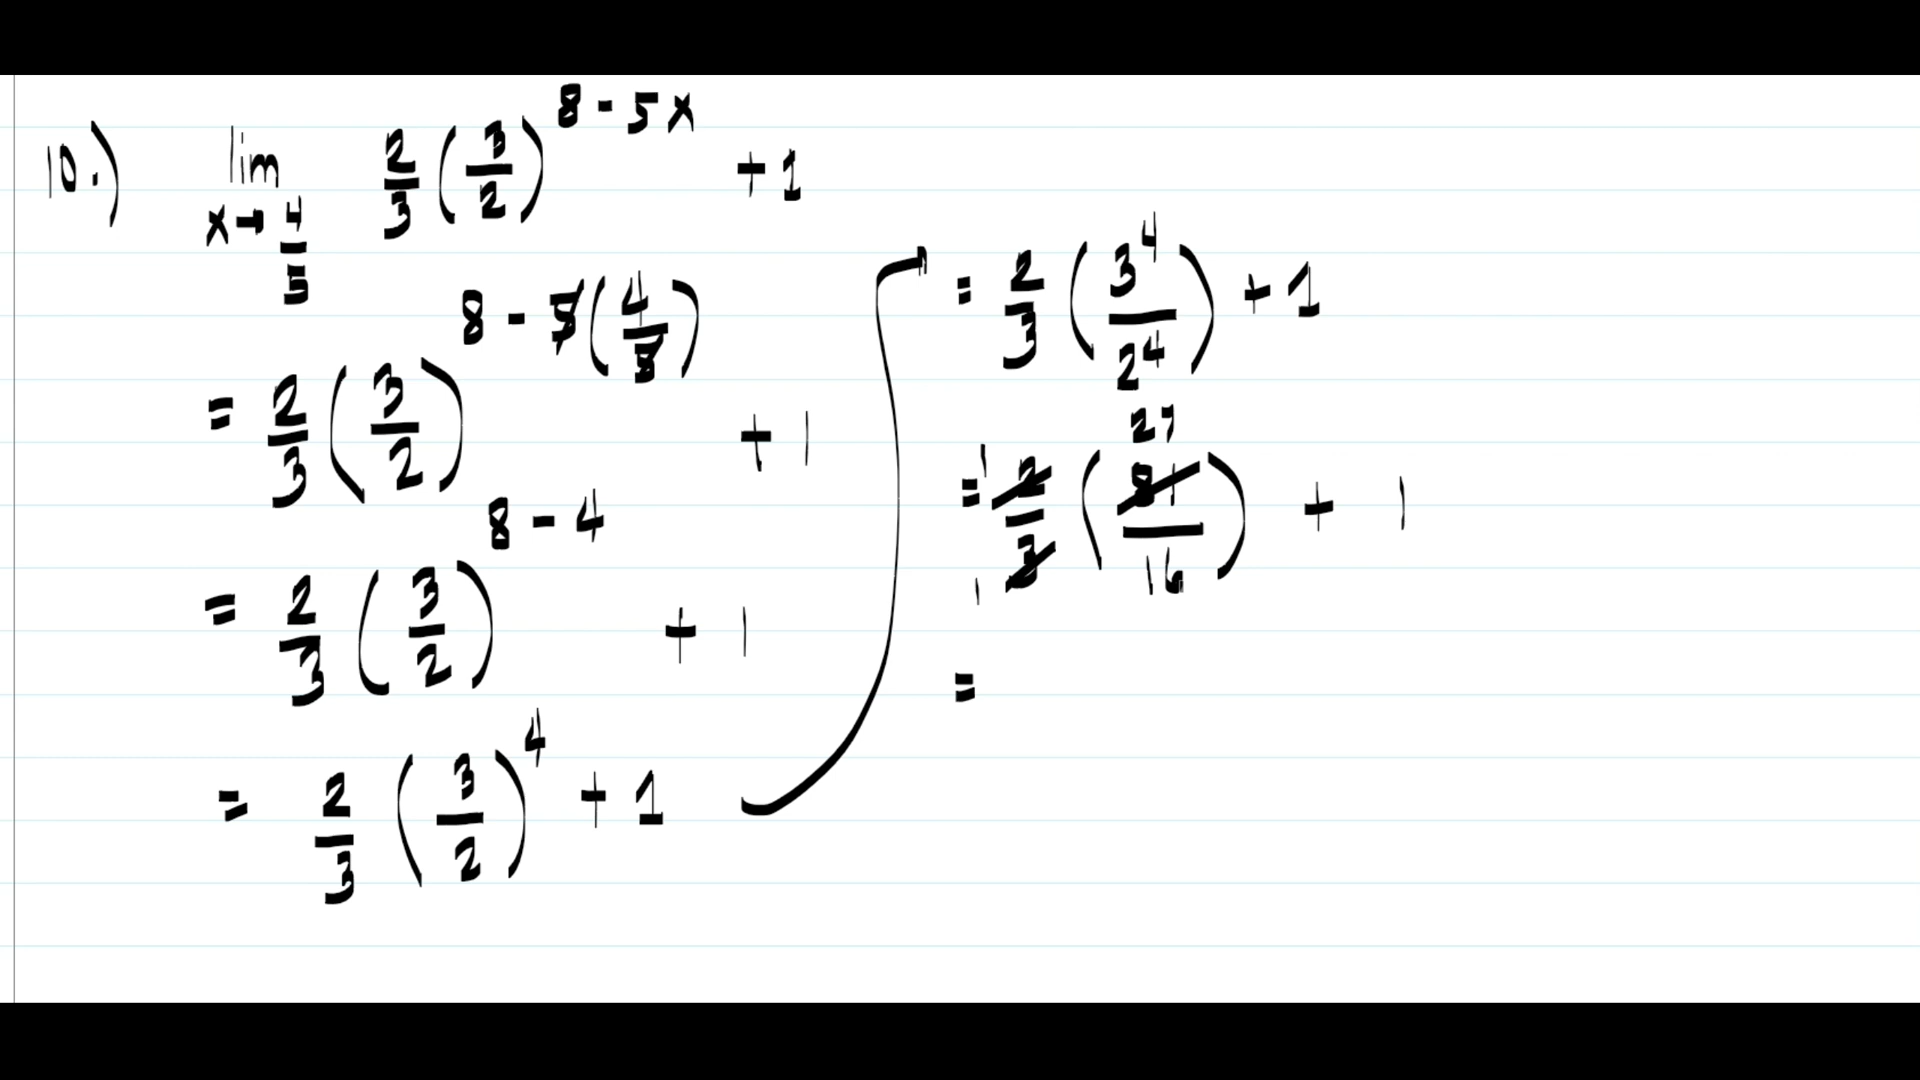 10.) lim x→4/5 2/3 (3/2)^(8-5x) + 1
= 2/3 (3/2)^(8-5(4/5)) + 1
= 2/3 (3/2)^(8-4) + 1
= 2/3 (3/2)^4 + 1
= 2/3 (3^4/2^4) + 1
27
= 1 2/3 (81/16) + 1
1
=